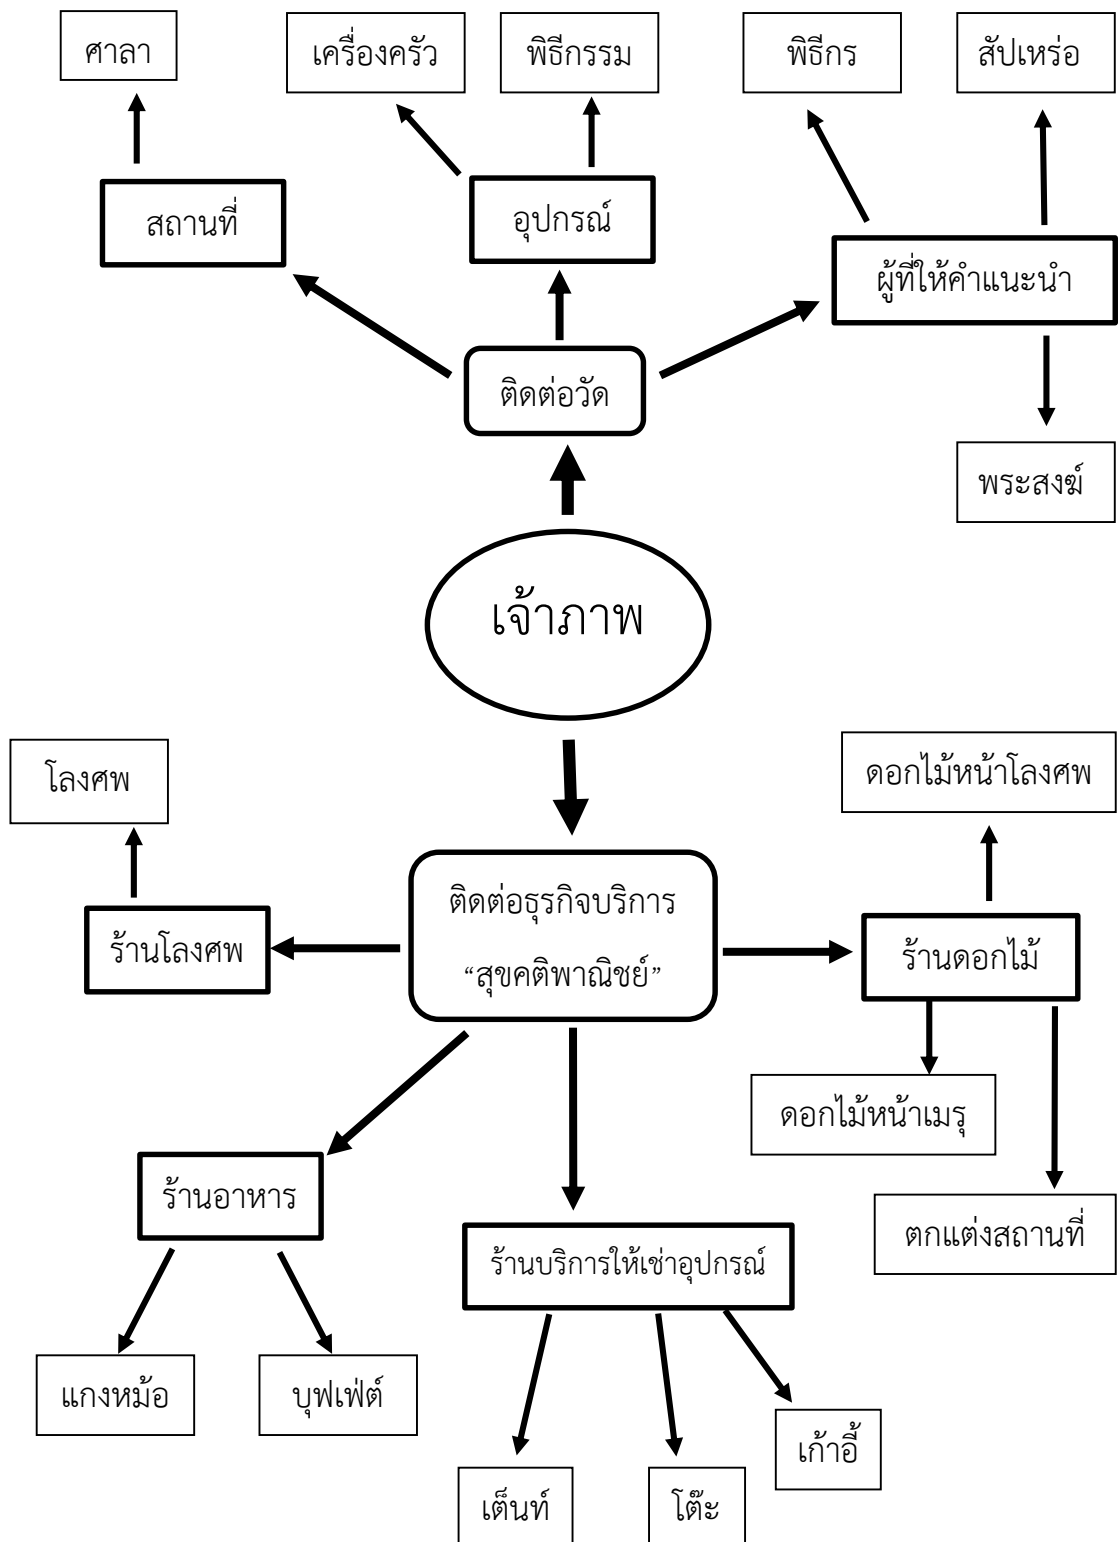 ศาลา
เครื่องครัว
พิธีกรรม
พิธีกร
สัปเหร่อ
สถานที่
อุปกรณ์
ผู้ที่ให้คำแนะนำ
ติดต่อวัด
พระสงฆ์
เจ้าภาพ
โลงศพ
ดอกไม้หน้าโลงศพ
ติดต่อธุรกิจบริการ
“สุขคติพาณิชย์”
ร้านโลงศพ
ร้านดอกไม้
ดอกไม้หน้าเมรุ
ร้านอาหาร
ตกแต่งสถานที่
ร้านบริการให้เช่าอุปกรณ์
แกงหม้อ
บุฟเฟ่ต์
เก้าอี้
เต็นท์
โต๊ะ